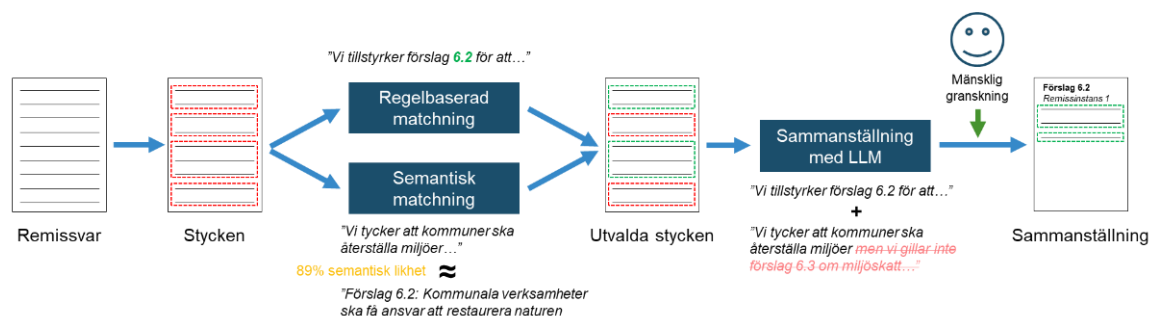 Remissvar
Stycken
"Vi tillstyrker förslag 6.2 för att…"
Regelbaserad
matchning
Semantisk
matchning
"Vi tycker att kommuner ska
återställa miljöer…"
89% semantisk likhet ≈
"Förslag 6.2: Kommunala verksamheter
ska få ansvar att restaurera naturen
Utvalda stycken
Sammanställning
med LLM
"Vi tillstyrker förslag 6.2 för att…"
+
"Vi tycker att kommuner ska
återställa miljöer men vi gillar inte
förslag 6.3 om miljöskatt…"
Mänsklig
granskning
Förslag 6.2
Remissinstans 1
Sammanställning